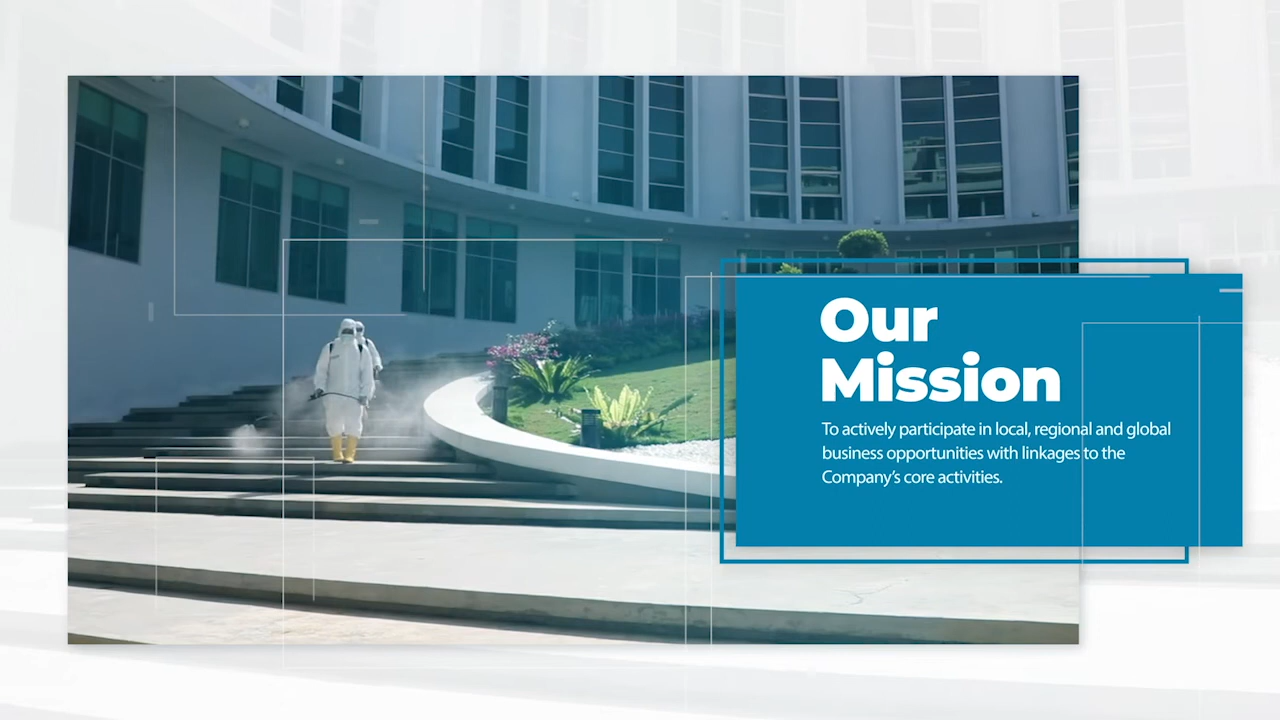 Our
Mission
To actively participate in local, regional and global
business opportunities with linkages to the
Company's core activities.